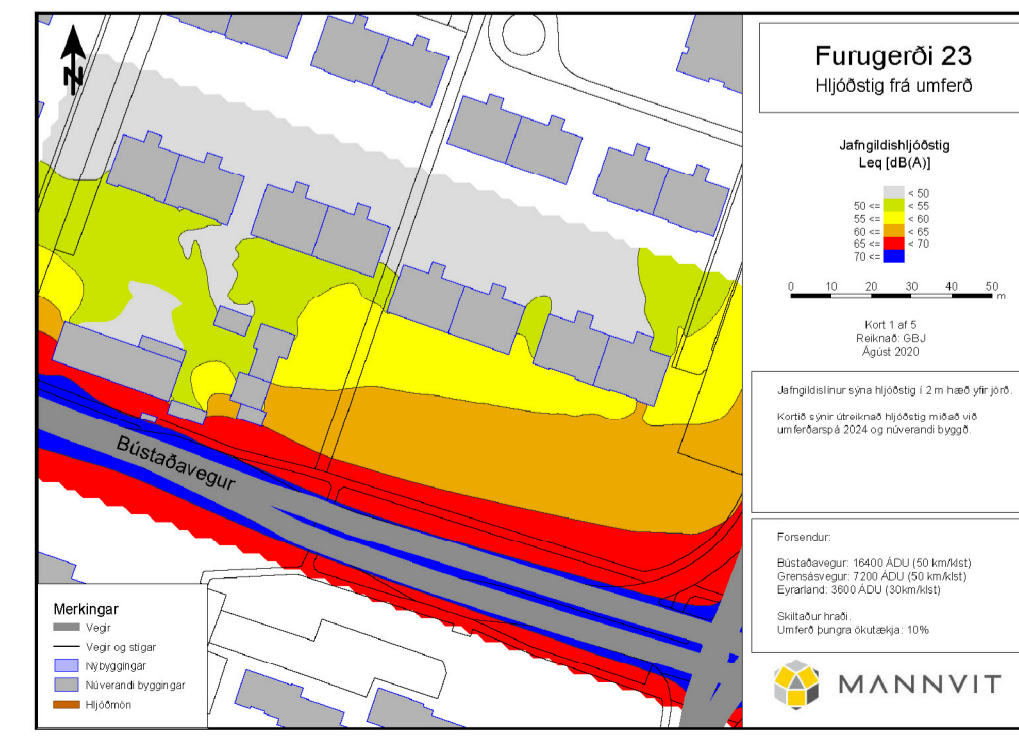 N
Bústaðavegur
Merkingar
Vegir
Vegir og stígar
Nýbyggingar
Núverandi byggingar
Hljóðmön
Furugerði 23
Hljóðstig frá umferð
Jafngildishljóðstig
Leq [dB(A)]
< 50
50 <= < 55
55 <= < 60
60 <= < 65
65 <= < 70
70 <=
0 10 20 30 40 50
m
Kort 1 af 5
Reiknað: GBJ
Ágúst 2020
Jafngildislínur sýna hljóðstig í 2 m hæð yfir jörð.
Kortið sýnir útreiknað hljóðstig miðað við
umferðarspá 2024 og núverandi byggð.
Forsendur:
Bústaðavegur: 16400 ÁDU (50 km/klst)
Grensásvegur: 7200 ÁDU (50 km/klst)
Eyrarland: 3600 ÁDU (30km/klst)
Skiltaður hraði.
Umferð þungra ökutækja: 10%
MANNVIT